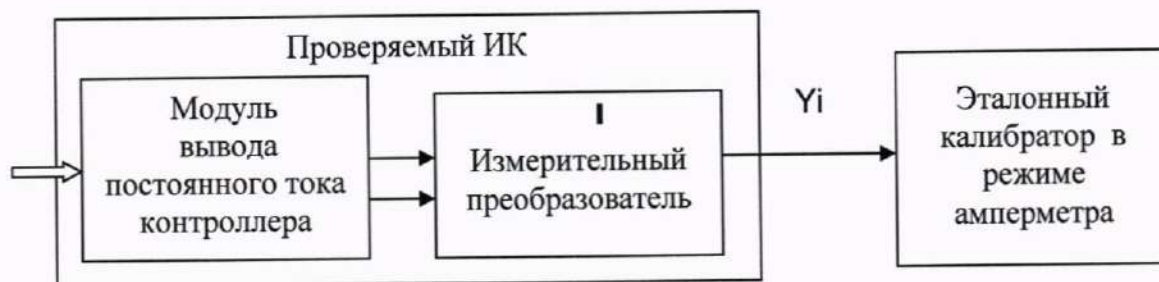 Проверяемый ИК
Модуль
вывода
постоянного тока
контроллера
I
Измерительный
преобразователь
Yi
Эталонный
калибратор в
режиме
амперметра